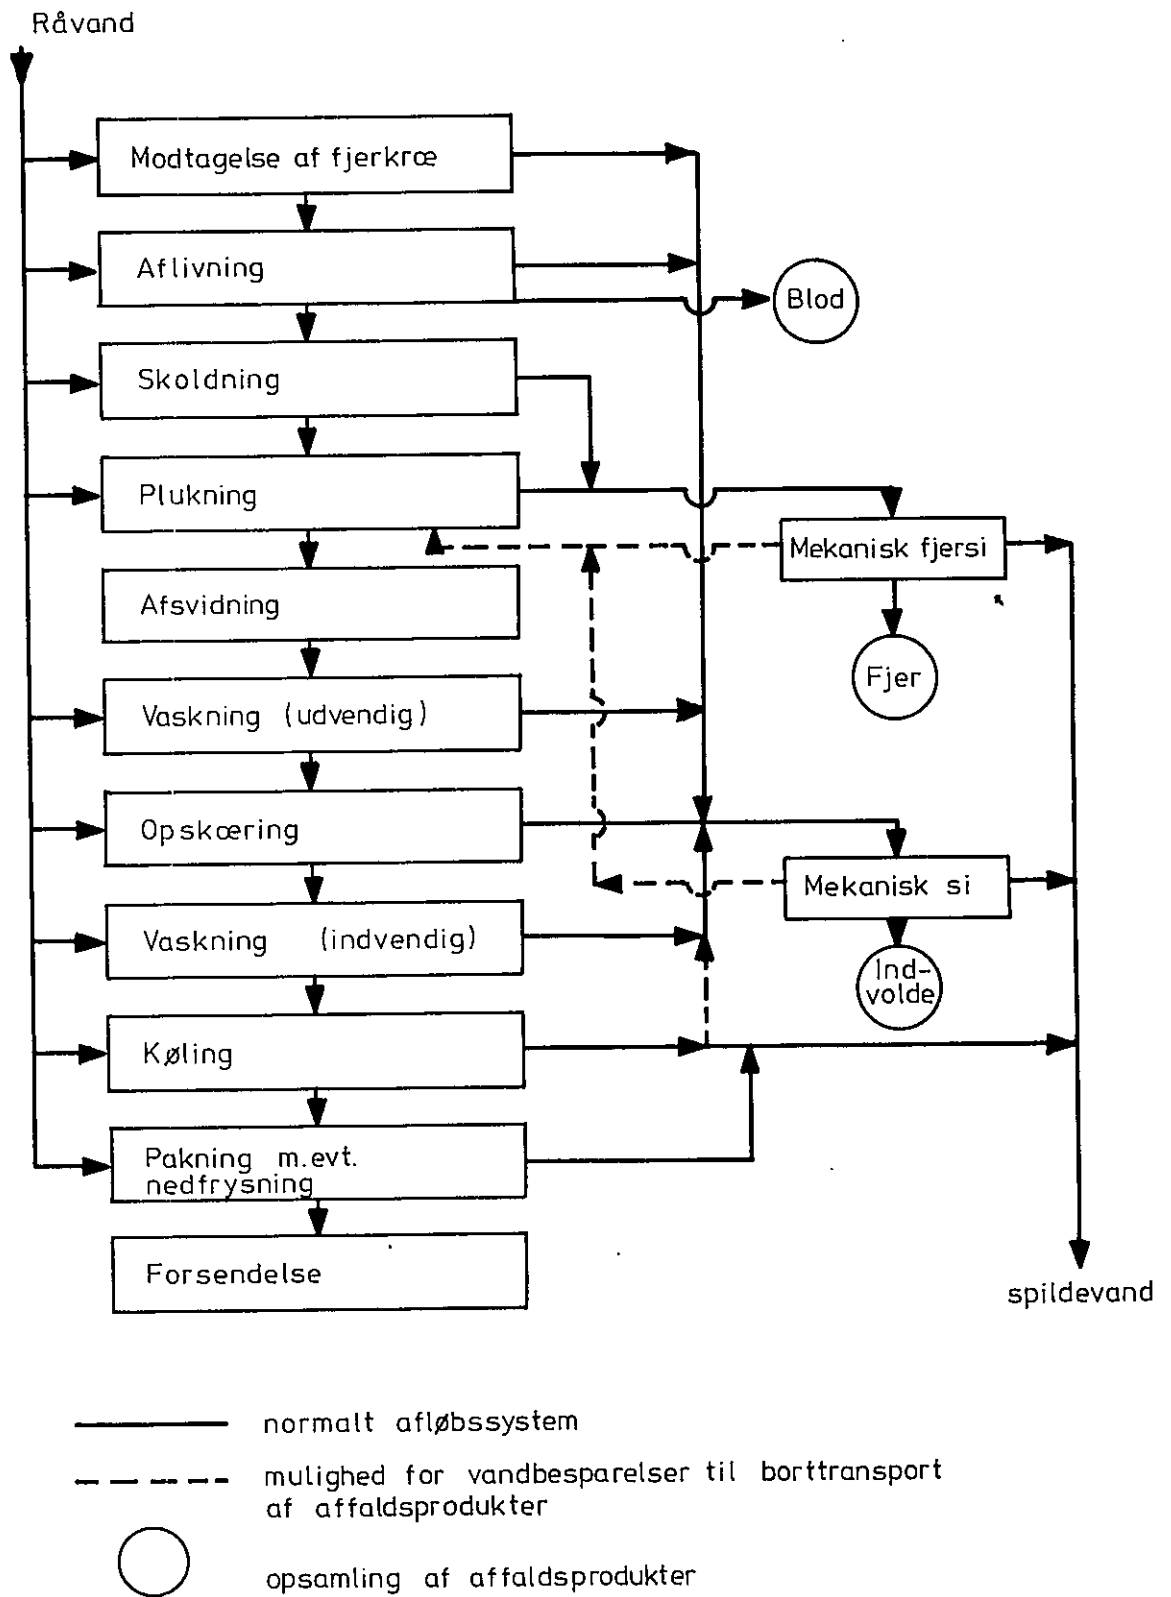 Råvand
Modtagelse af fjerkræ
Aflivning
Blod
Skoldning
Plukning
Mekanisk fjersi
Afsvidning
Fjer
Vaskning (udvendig)
Opskæring
Mekanisk si
Vaskning (indvendig)
Ind-
volde
Køling
Pakning m.evt.
nedfrysning
Forsendelse
spildevand
normalt afløbssystem
mulighed for vandbesparelser til borttransport
af affaldsprodukter
opsamling af affaldsprodukter